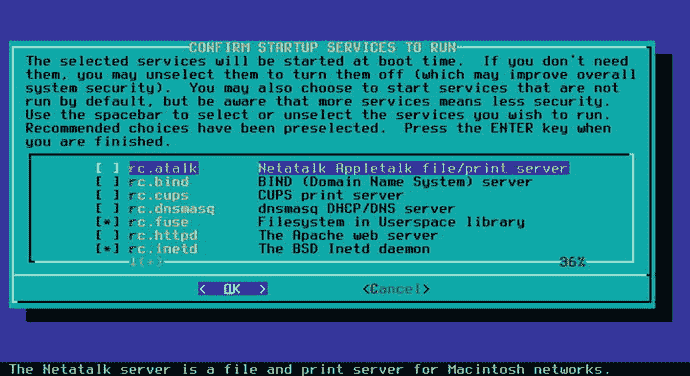 CONFIRM STARTUP SERVICES TO RUN
The selected services will be started at boot time.  If you don't need
them, you may unselect them to turn them off (which may improve overall
system security).  You may also choose to start services that are not
run by default, but be aware that more services means less security.
Use the spacebar to select or unselect the services you wish to run.
Recommended choices have been preselected.  Press the ENTER key when
you are finished.
[ ] rc.atalk Netatalk Appletalk file/print server
[ ] rc.bind BIND (Domain Name System) server
[ ] rc.cups CUPS print server
[ ] rc.dnsmasq dnsmasq DHCP/DNS server
[*] rc.fuse Filesystem in Userspace library
[ ] rc.httpd The Apache web server
[*] rc.inetd The BSD Inetd daemon
↓(+) 36%
< OK > <Cancel>
The Netatalk server is a file and print server for Macintosh networks.